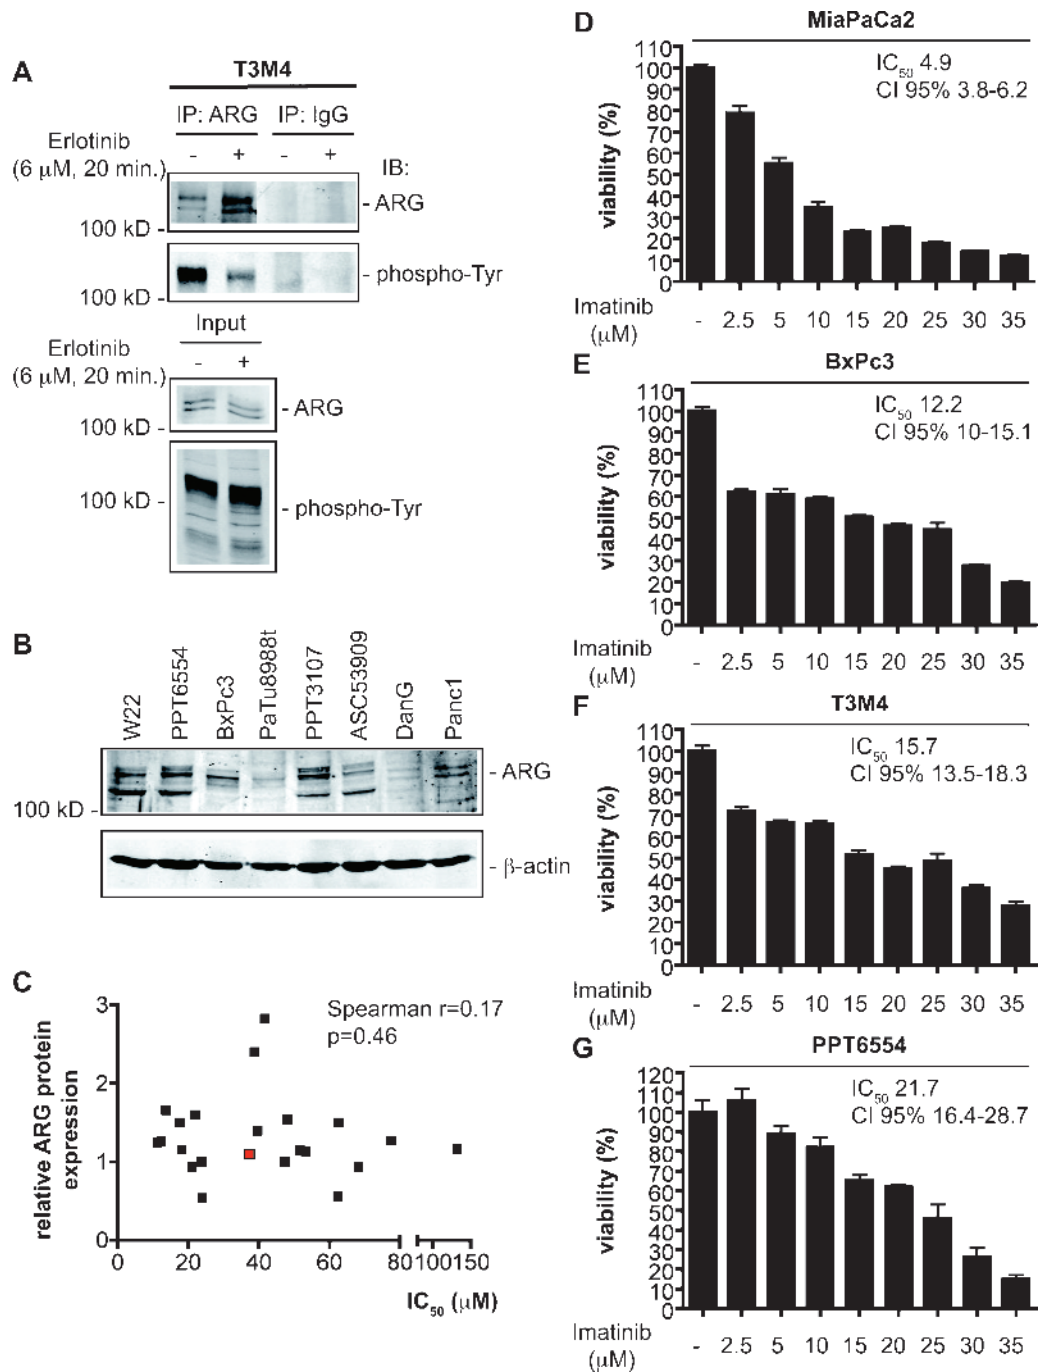 A
T3M4
IP: ARG IP: IgG
Erlotinib
(6 μM, 20 min.) - + - + IB:
- ARG
100 kD -
- phospho-Tyr
100 kD -
Input
Erlotinib
(6 μM, 20 min.) - +
- ARG
100 kD -
100 kD -
- phospho-Tyr
B
W22 PPT6554 BxPc3 PaTu8988t PPT3107 ASC53909 DanG Panc1
- ARG
100 kD -
- β-actin
C
Spearman r=0.17
p=0.46
relative ARG protein
expression
3
2
1
0
0 20 40 60 80 100 150
IC50 (μM)
D
MiaPaCa2
IC50 4.9
CI 95% 3.8-6.2
viability (%)
110
100
90
80
70
60
50
40
30
20
10
0
Imatinib
(μM) - 2.5 5 10 15 20 25 30 35
E
BxPc3
IC50 12.2
CI 95% 10-15.1
viability (%)
110
100
90
80
70
60
50
40
30
20
10
0
Imatinib
(μM) - 2.5 5 10 15 20 25 30 35
F
T3M4
IC50 15.7
CI 95% 13.5-18.3
viability (%)
110
100
90
80
70
60
50
40
30
20
10
0
Imatinib
(μM) - 2.5 5 10 15 20 25 30 35
G
PPT6554
IC50 21.7
CI 95% 16.4-28.7
viability (%)
120
110
100
90
80
70
60
50
40
30
20
10
0
Imatinib
(μM) - 2.5 5 10 15 20 25 30 35